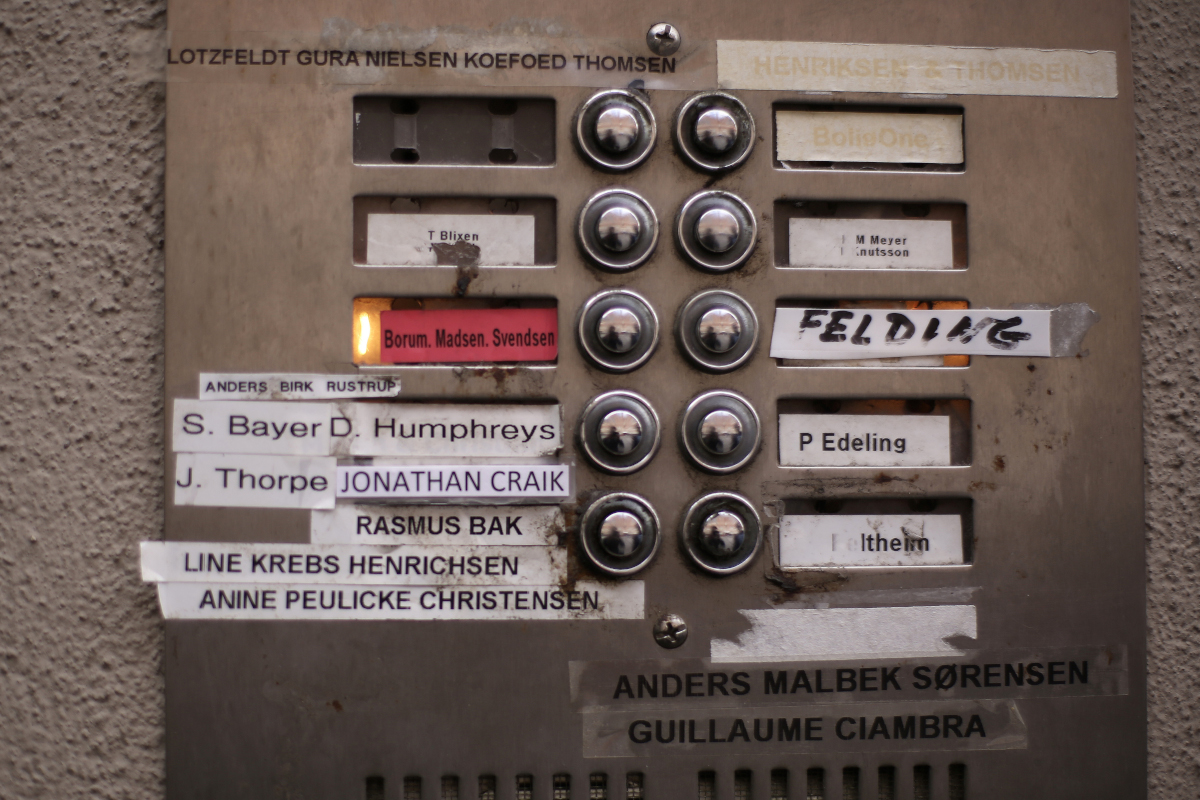 LOTZFELDT GURA NIELSEN KOEFOED THOMSEN
HENRIKSEN & THOMSEN
BoligOne
T Blixen
M Meyer
Borum. Madsen. Svendsen
FELDING
ANDERS BIRK RUSTRUP
S. Bayer D. Humphreys
P Edeling
J. Thorpe JONATHAN CRAIK
RASMUS BAK
LINE KREBS HENRICHSEN
ANINE PEULICKE CHRISTENSEN
ANDERS MALBEK SØRENSEN
GUILLAUME CIAMBRA